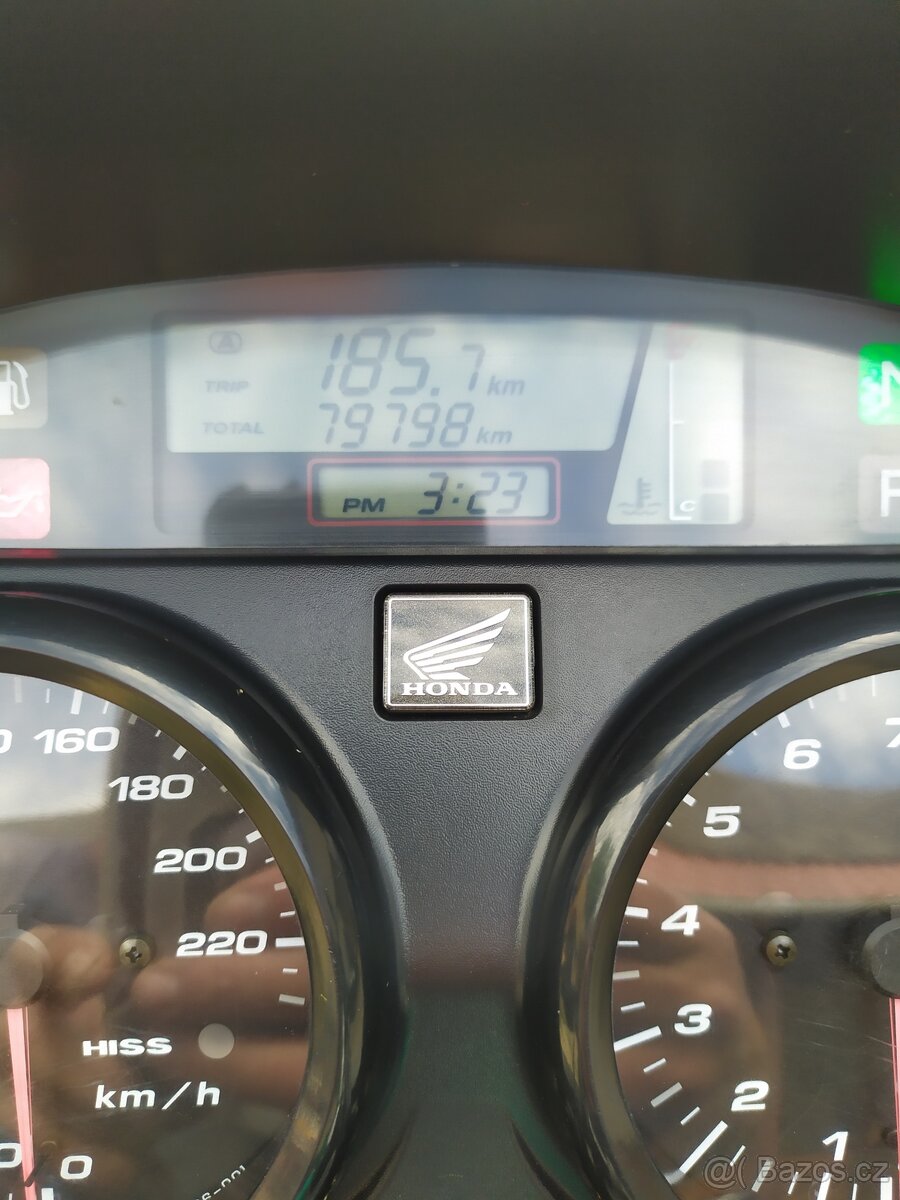 A
TRIP 185.7 km
TOTAL 79798 km
PM 3:23
C
HONDA
160
180
200
220
HISS
km/h
0
6
5
4
3
2
1
@ Bazos.cz